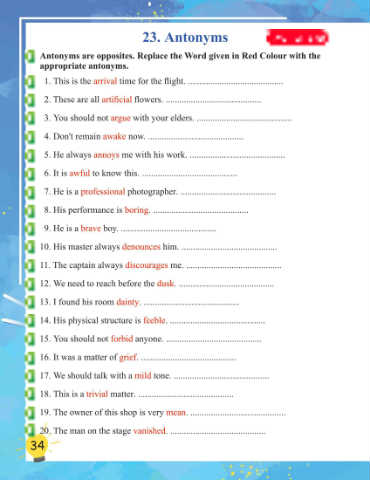 23. Antonyms
Antonyms are opposites. Replace the Word given in Red Colour with the
appropriate antonyms.
1. This is the arrival time for the flight. ............................................
2. These are all artificial flowers. ............................................
3. You should not argue with your elders. ............................................
4. Don't remain awake now. ............................................
5. He always annoys me with his work. ............................................
6. It is awful to know this. ............................................
7. He is a professional photographer. ............................................
8. His performance is boring. ............................................
9. He is a brave boy. ............................................
10. His master always denounces him. ............................................
11. The captain always discourages me. ............................................
12. We need to reach before the dusk. ............................................
13. I found his room dainty. ............................................
14. His physical structure is feeble. ............................................
15. You should not forbid anyone. ............................................
16. It was a matter of grief. ............................................
17. We should talk with a mild tone. ............................................
18. This is a trivial matter. ............................................
19. The owner of this shop is very mean. ............................................
20. The man on the stage vanished. ............................................
34